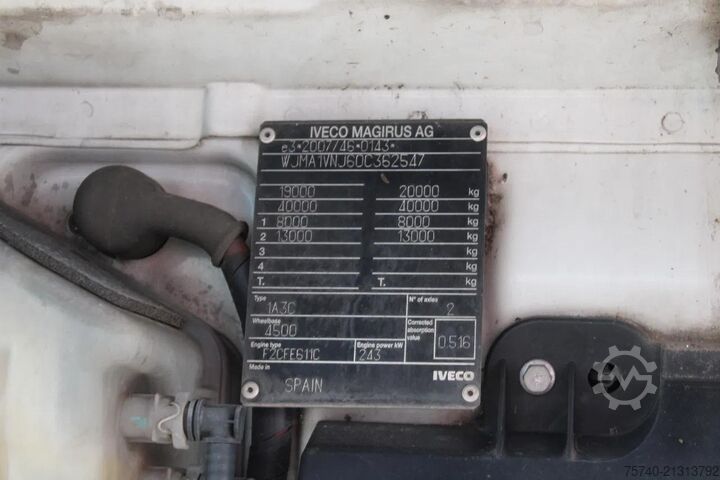 IVECO MAGIRUS AG
e3*2007/46*0143*
WJMA1VNJ60C362547
19000 20000 kg
40000 40000 kg
1 8000 8000 kg
2 13000 13000 kg
3 kg
4 kg
T. T. kg
Type 1A3C N° of axles 2
Wheelbase 4500 Corrected absorption value 0.516
Engine type F2CFE611C Engine power kW 243
Made in SPAIN IVECO
75740-21313792